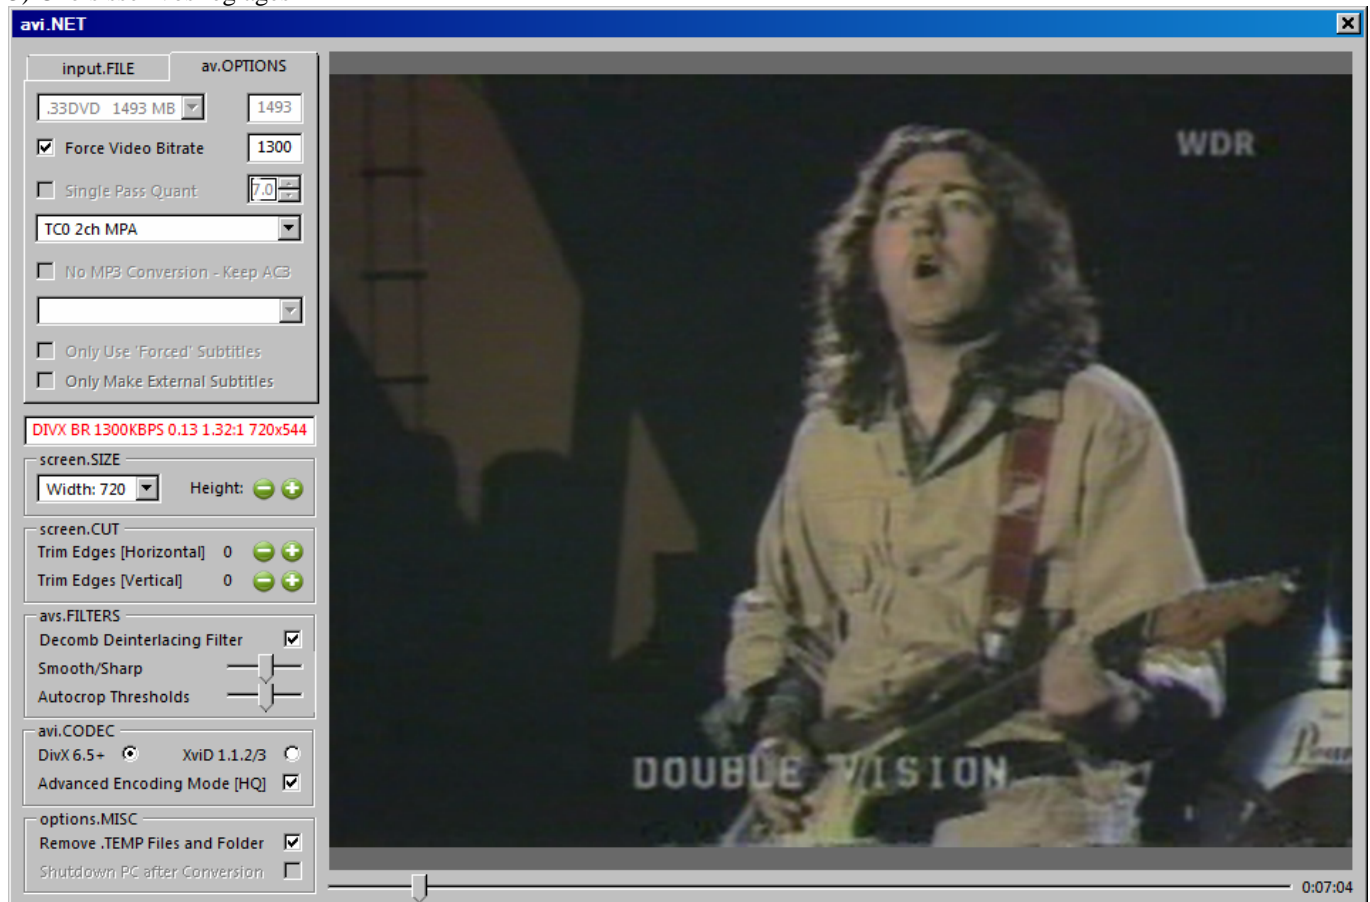 avi.NET
input.FILE av.OPTIONS
.33DVD 1493 MB 1493
Force Video Bitrate 1300
Single Pass Quant 7.0
TC0 2ch MPA
No MP3 Conversion - Keep AC3
Only Use 'Forced' Subtitles
Only Make External Subtitles
DIVX BR 1300KBPS 0.13 1.32:1 720x544
screen.SIZE
Width: 720 Height:
screen.CUT
Trim Edges [Horizontal] 0
Trim Edges [Vertical] 0
avs.FILTERS
Decomb Deinterlacing Filter
Smooth/Sharp
Autocrop Thresholds
avi.CODEC
DivX 6.5+ XviD 1.1.2/3
Advanced Encoding Mode [HQ]
options.MISC
Remove .TEMP Files and Folder
Shutdown PC after Conversion
WDR
DOUBLE VISION
0:07:04